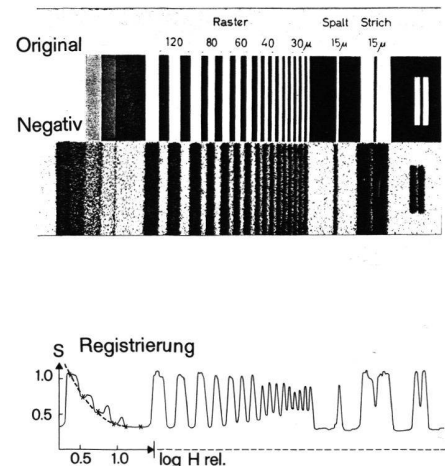 Raster Spalt Strich
Original 120 80 60 40 30μ 15μ 15μ
Negativ
S Registrierung
1.0
0.5
0.5 1.0 log H rel.